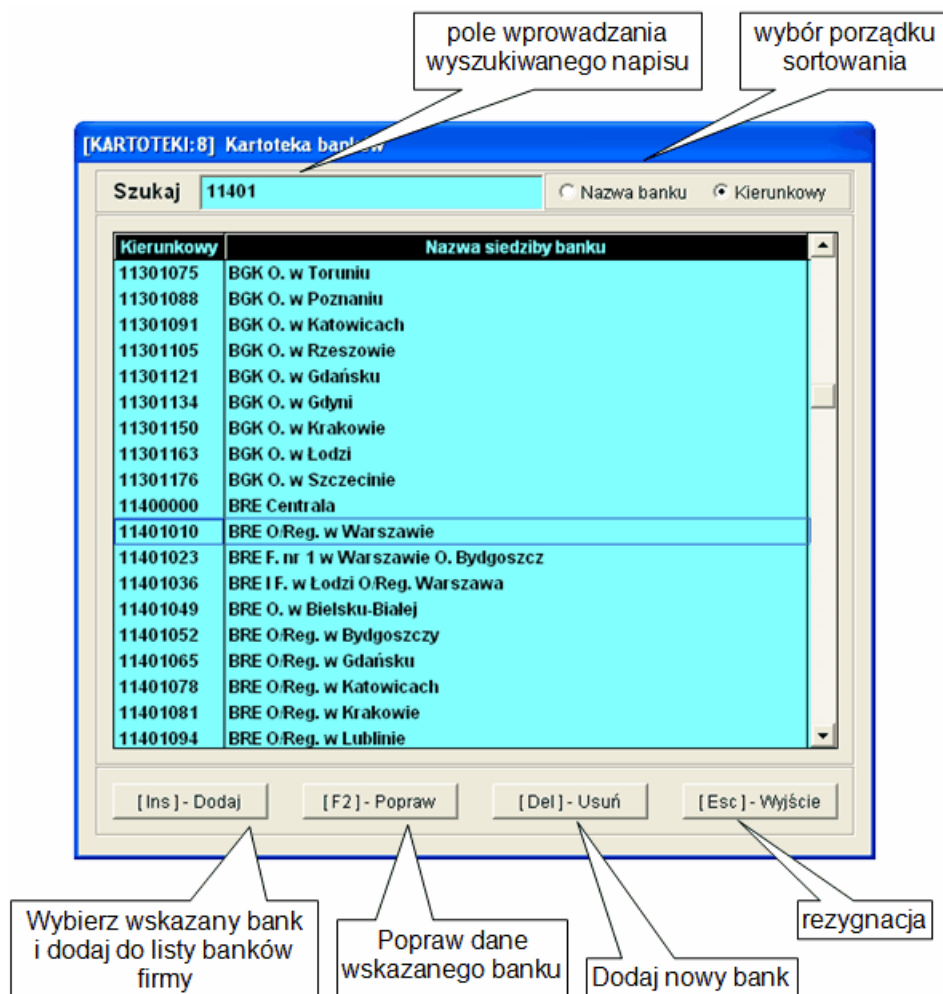 pole wprowadzania
wyszukiwanego napisu
wybór porządku
sortowania
[KARTOTEKI:8] Kartoteka banków
Szukaj 11401 Nazwa banku Kierunkowy
Kierunkowy Nazwa siedziby banku
11301075 BGK O. w Toruniu
11301088 BGK O. w Poznaniu
11301091 BGK O. w Katowicach
11301105 BGK O. w Rzeszowie
11301121 BGK O. w Gdańsku
11301134 BGK O. w Gdyni
11301150 BGK O. w Krakowie
11301163 BGK O. w Łodzi
11301176 BGK O. w Szczecinie
11400000 BRE Centrala
11401010 BRE O/Reg. w Warszawie
11401023 BRE F. nr 1 w Warszawie O. Bydgoszcz
11401036 BRE I F. w Łodzi O/Reg. Warszawa
11401049 BRE O. w Bielsku-Białej
11401052 BRE O/Reg. w Bydgoszczy
11401065 BRE O/Reg. w Gdańsku
11401078 BRE O/Reg. w Katowicach
11401081 BRE O/Reg. w Krakowie
11401094 BRE O/Reg. w Lublinie
[Ins] - Dodaj [F2] - Popraw [Del] - Usuń [Esc] - Wyjście
Wybierz wskazany bank
i dodaj do listy banków
firmy
Popraw dane
wskazanego banku
Dodaj nowy bank
rezygnacja